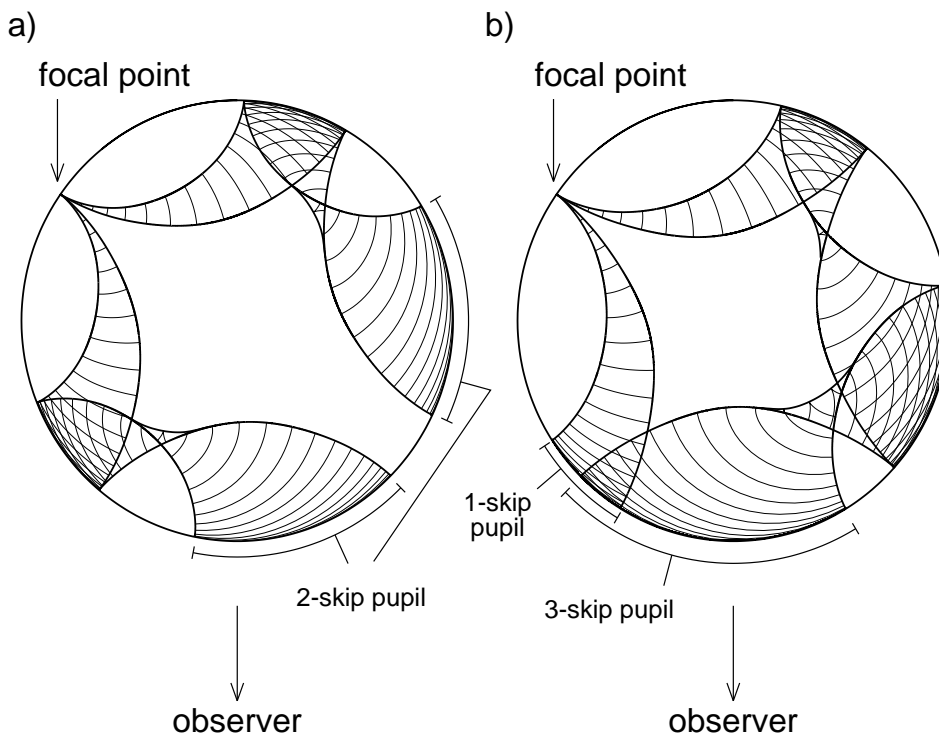 a)
focal point
2-skip pupil
observer
b)
focal point
1-skip
pupil
3-skip pupil
observer